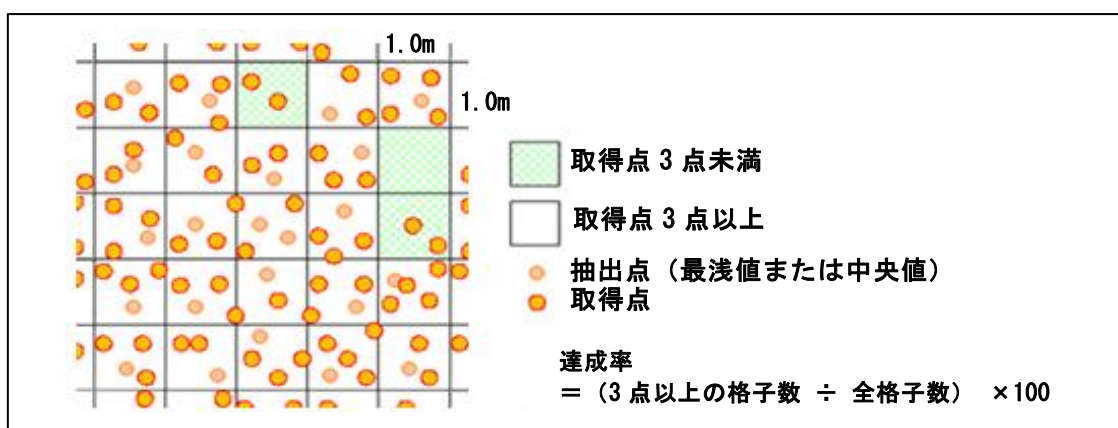 1.0m
1.0m
取得点 3 点未満
取得点 3 点以上
抽出点（最浅値または中央値）
取得点
達成率
＝（3 点以上の格子数 ÷ 全格子数） ×100